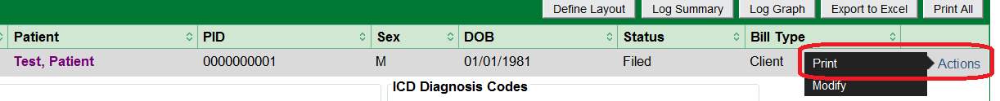 Define Layout Log Summary Log Graph Export to Excel Print All
Patient PID Sex DOB Status Bill Type
Test, Patient 0000000001 M 01/01/1981 Filed Client Print Actions
ICD Diagnosis Codes Modify